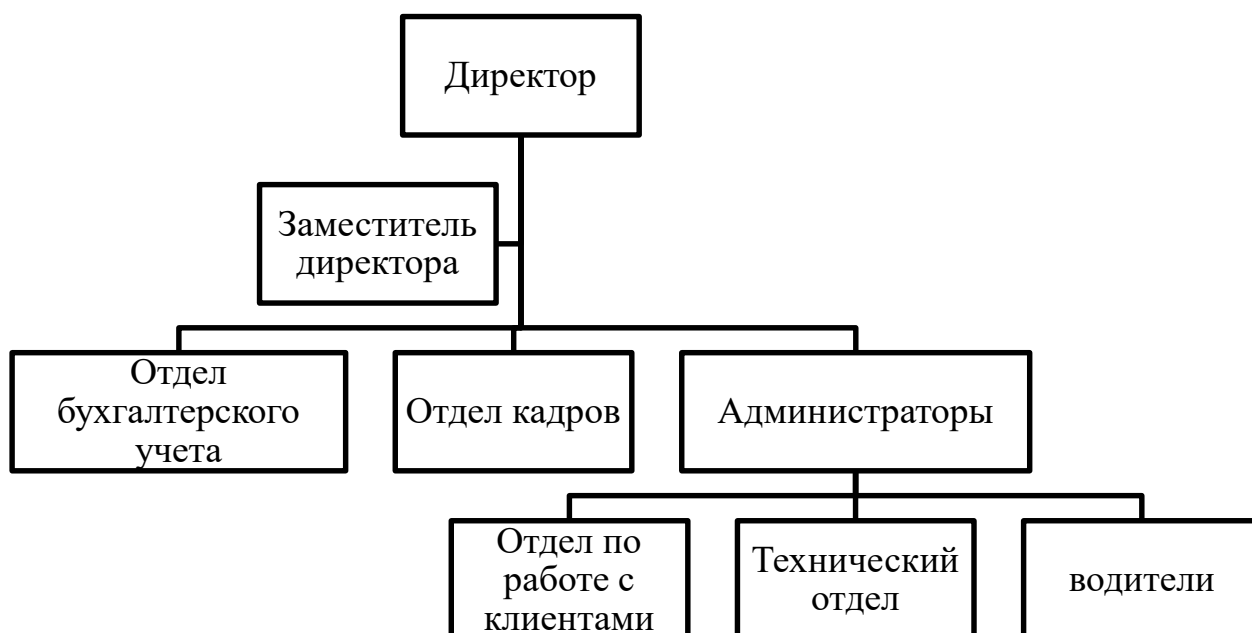 Директор
Заместитель
директора
Отдел
бухгалтерского
учета
Отдел кадров
Администраторы
Отдел по
работе с
клиентами
Технический
отдел
водители